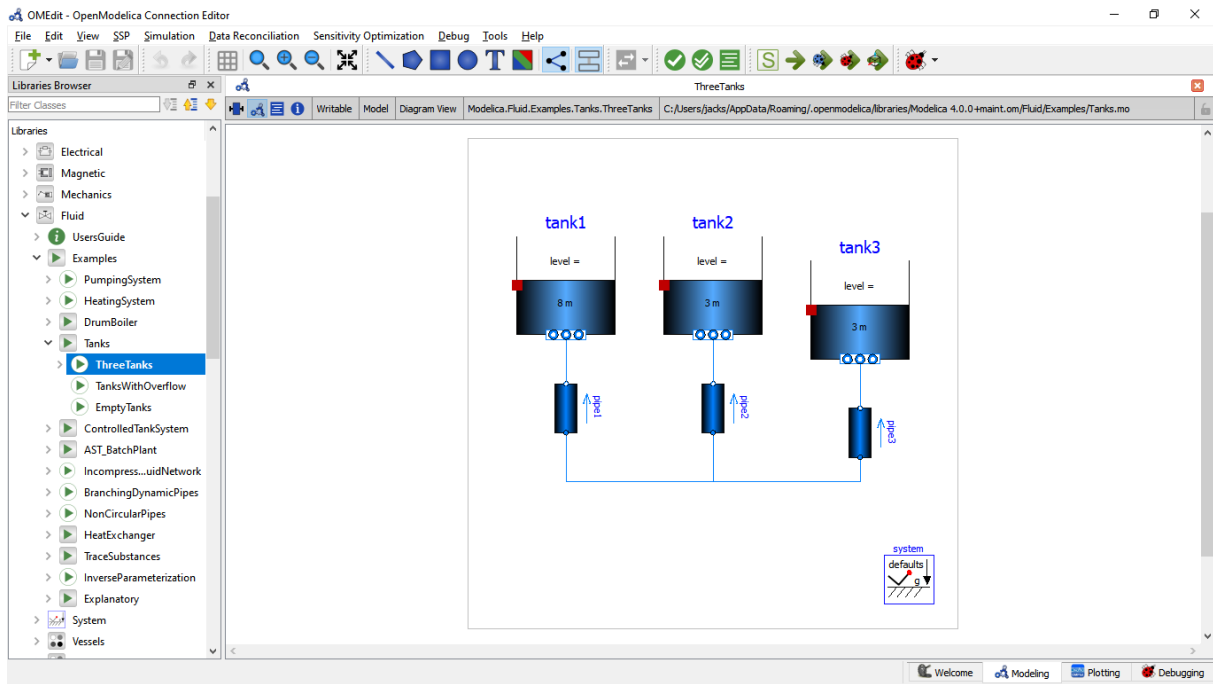 OMEdit - OpenModelica Connection Editor
File Edit View SSP Simulation Data Reconciliation Sensitivity Optimization Debug Tools Help
T
S
Libraries Browser
ThreeTanks
Filter Classes
Writable Model Diagram View Modelica.Fluid.Examples.Tanks.ThreeTanks C:/Users/jacks/AppData/Roaming/.openmodelica/libraries/Modelica 4.0.0+maint.om/Fluid/Examples/Tanks.mo
Libraries
Electrical
Magnetic
Mechanics
Fluid
UsersGuide
Examples
PumpingSystem
HeatingSystem
DrumBoiler
Tanks
ThreeTanks
TanksWithOverflow
EmptyTanks
ControlledTankSystem
AST_BatchPlant
Incompress...uidNetwork
BranchingDynamicPipes
NonCircularPipes
HeatExchanger
TraceSubstances
InverseParameterization
Explanatory
System
Vessels
tank1
level =
8 m
pipe1
tank2
level =
3 m
pipe2
tank3
level =
3 m
pipe3
system
defaults
g
Welcome Modeling Plotting Debugging